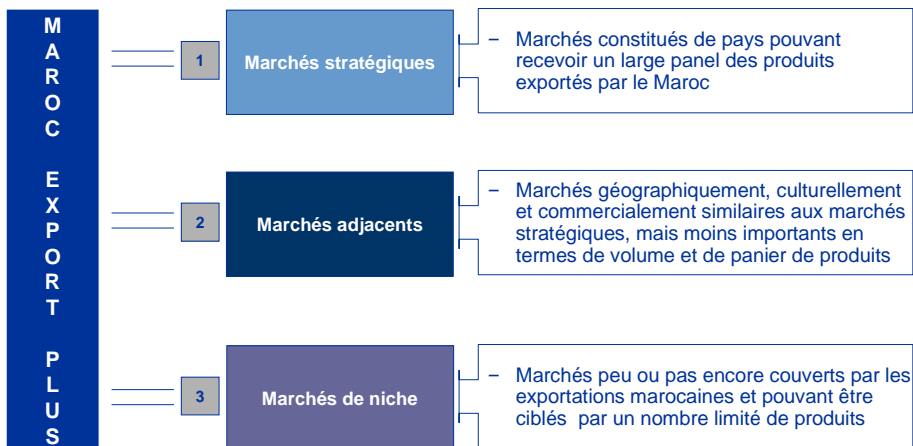 MAROC EXPORT PLUS
1
Marchés stratégiques
– Marchés constitués de pays pouvant
recevoir un large panel des produits
exportés par le Maroc
2
Marchés adjacents
– Marchés géographiquement, culturellement
et commercialement similaires aux marchés
stratégiques, mais moins importants en
termes de volume et de panier de produits
3
Marchés de niche
– Marchés peu ou pas encore couverts par les
exportations marocaines et pouvant être
ciblés par un nombre limité de produits